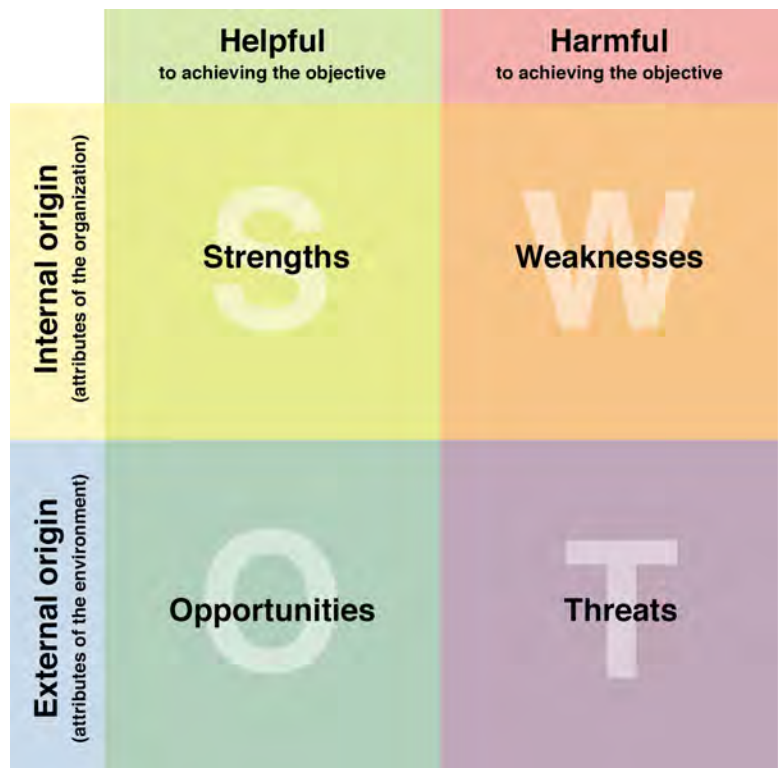 Helpful
to achieving the objective
Harmful
to achieving the objective
Internal origin
(attributes of the organization)
S
Strengths
W
Weaknesses
External origin
(attributes of the environment)
O
Opportunities
T
Threats